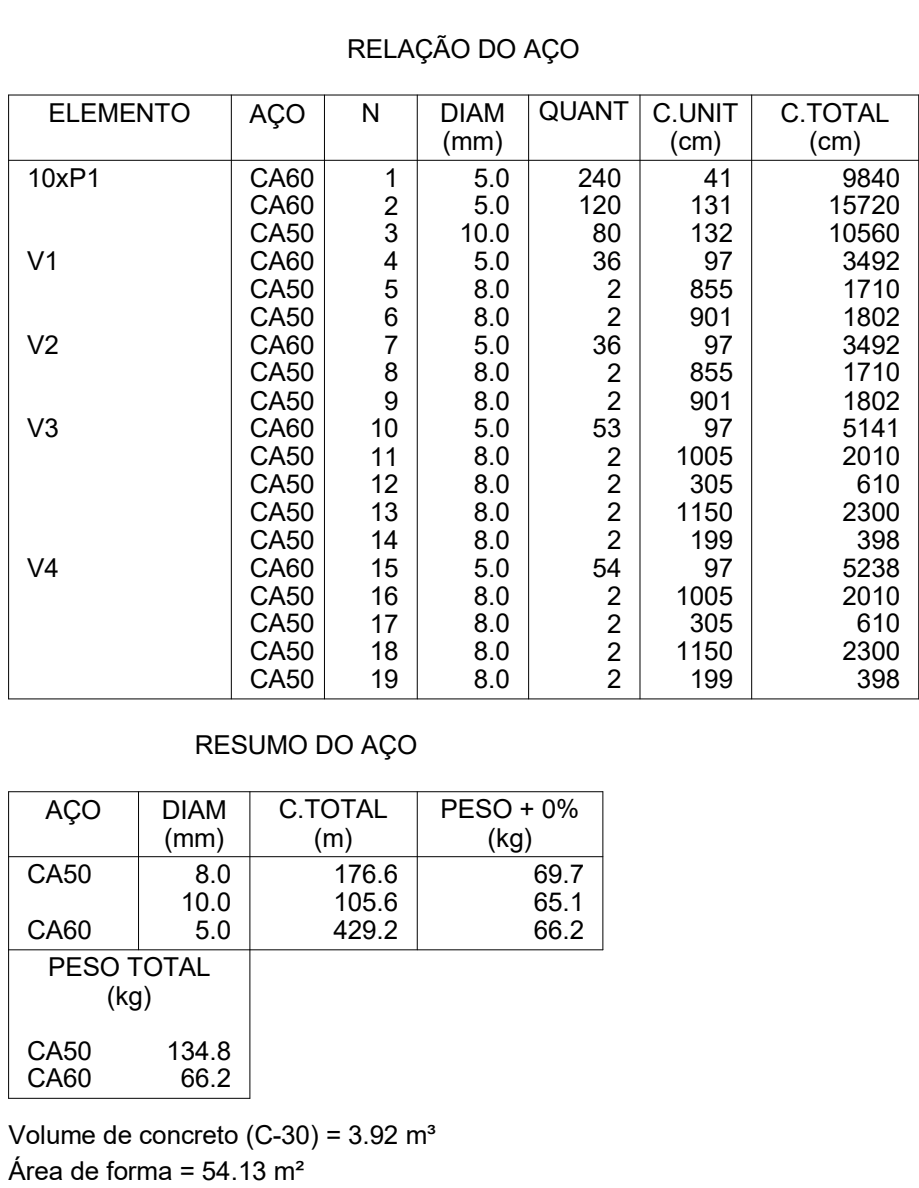 RELAÇÃO DO AÇO
ELEMENTO AÇO N DIAM QUANT C.UNIT C.TOTAL
(mm) (cm) (cm)
10xP1 CA60 1 5.0 240 41 9840
CA60 2 5.0 120 131 15720
CA50 3 10.0 80 132 10560
V1 CA60 4 5.0 36 97 3492
CA50 5 8.0 2 855 1710
CA50 6 8.0 2 901 1802
V2 CA60 7 5.0 36 97 3492
CA50 8 8.0 2 855 1710
CA50 9 8.0 2 901 1802
V3 CA60 10 5.0 53 97 5141
CA50 11 8.0 2 1005 2010
CA50 12 8.0 2 305 610
CA50 13 8.0 2 1150 2300
CA50 14 8.0 2 199 398
V4 CA60 15 5.0 54 97 5238
CA50 16 8.0 2 1005 2010
CA50 17 8.0 2 305 610
CA50 18 8.0 2 1150 2300
CA50 19 8.0 2 199 398
RESUMO DO AÇO
AÇO DIAM C.TOTAL PESO + 0%
(mm) (m) (kg)
CA50 8.0 176.6 69.7
10.0 105.6 65.1
CA60 5.0 429.2 66.2
PESO TOTAL
(kg)
CA50 134.8
CA60 66.2
Volume de concreto (C-30) = 3.92 m³
Área de forma = 54.13 m²